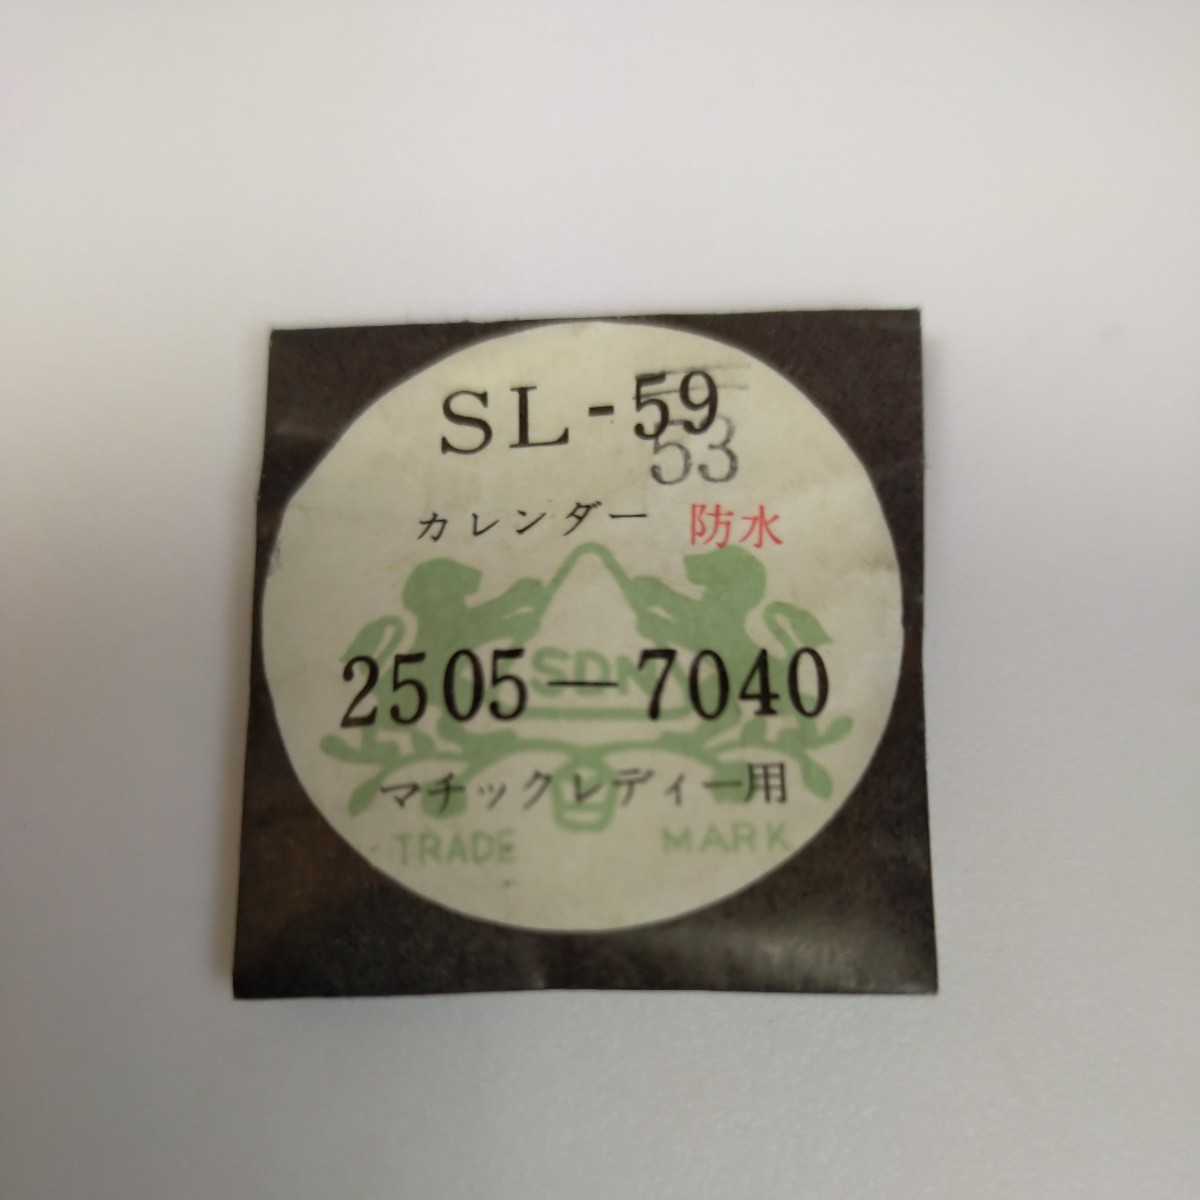 SL-59
53
カレンダー 防水
SDM
2505-7040
マチックレディー用
TRADE MARK